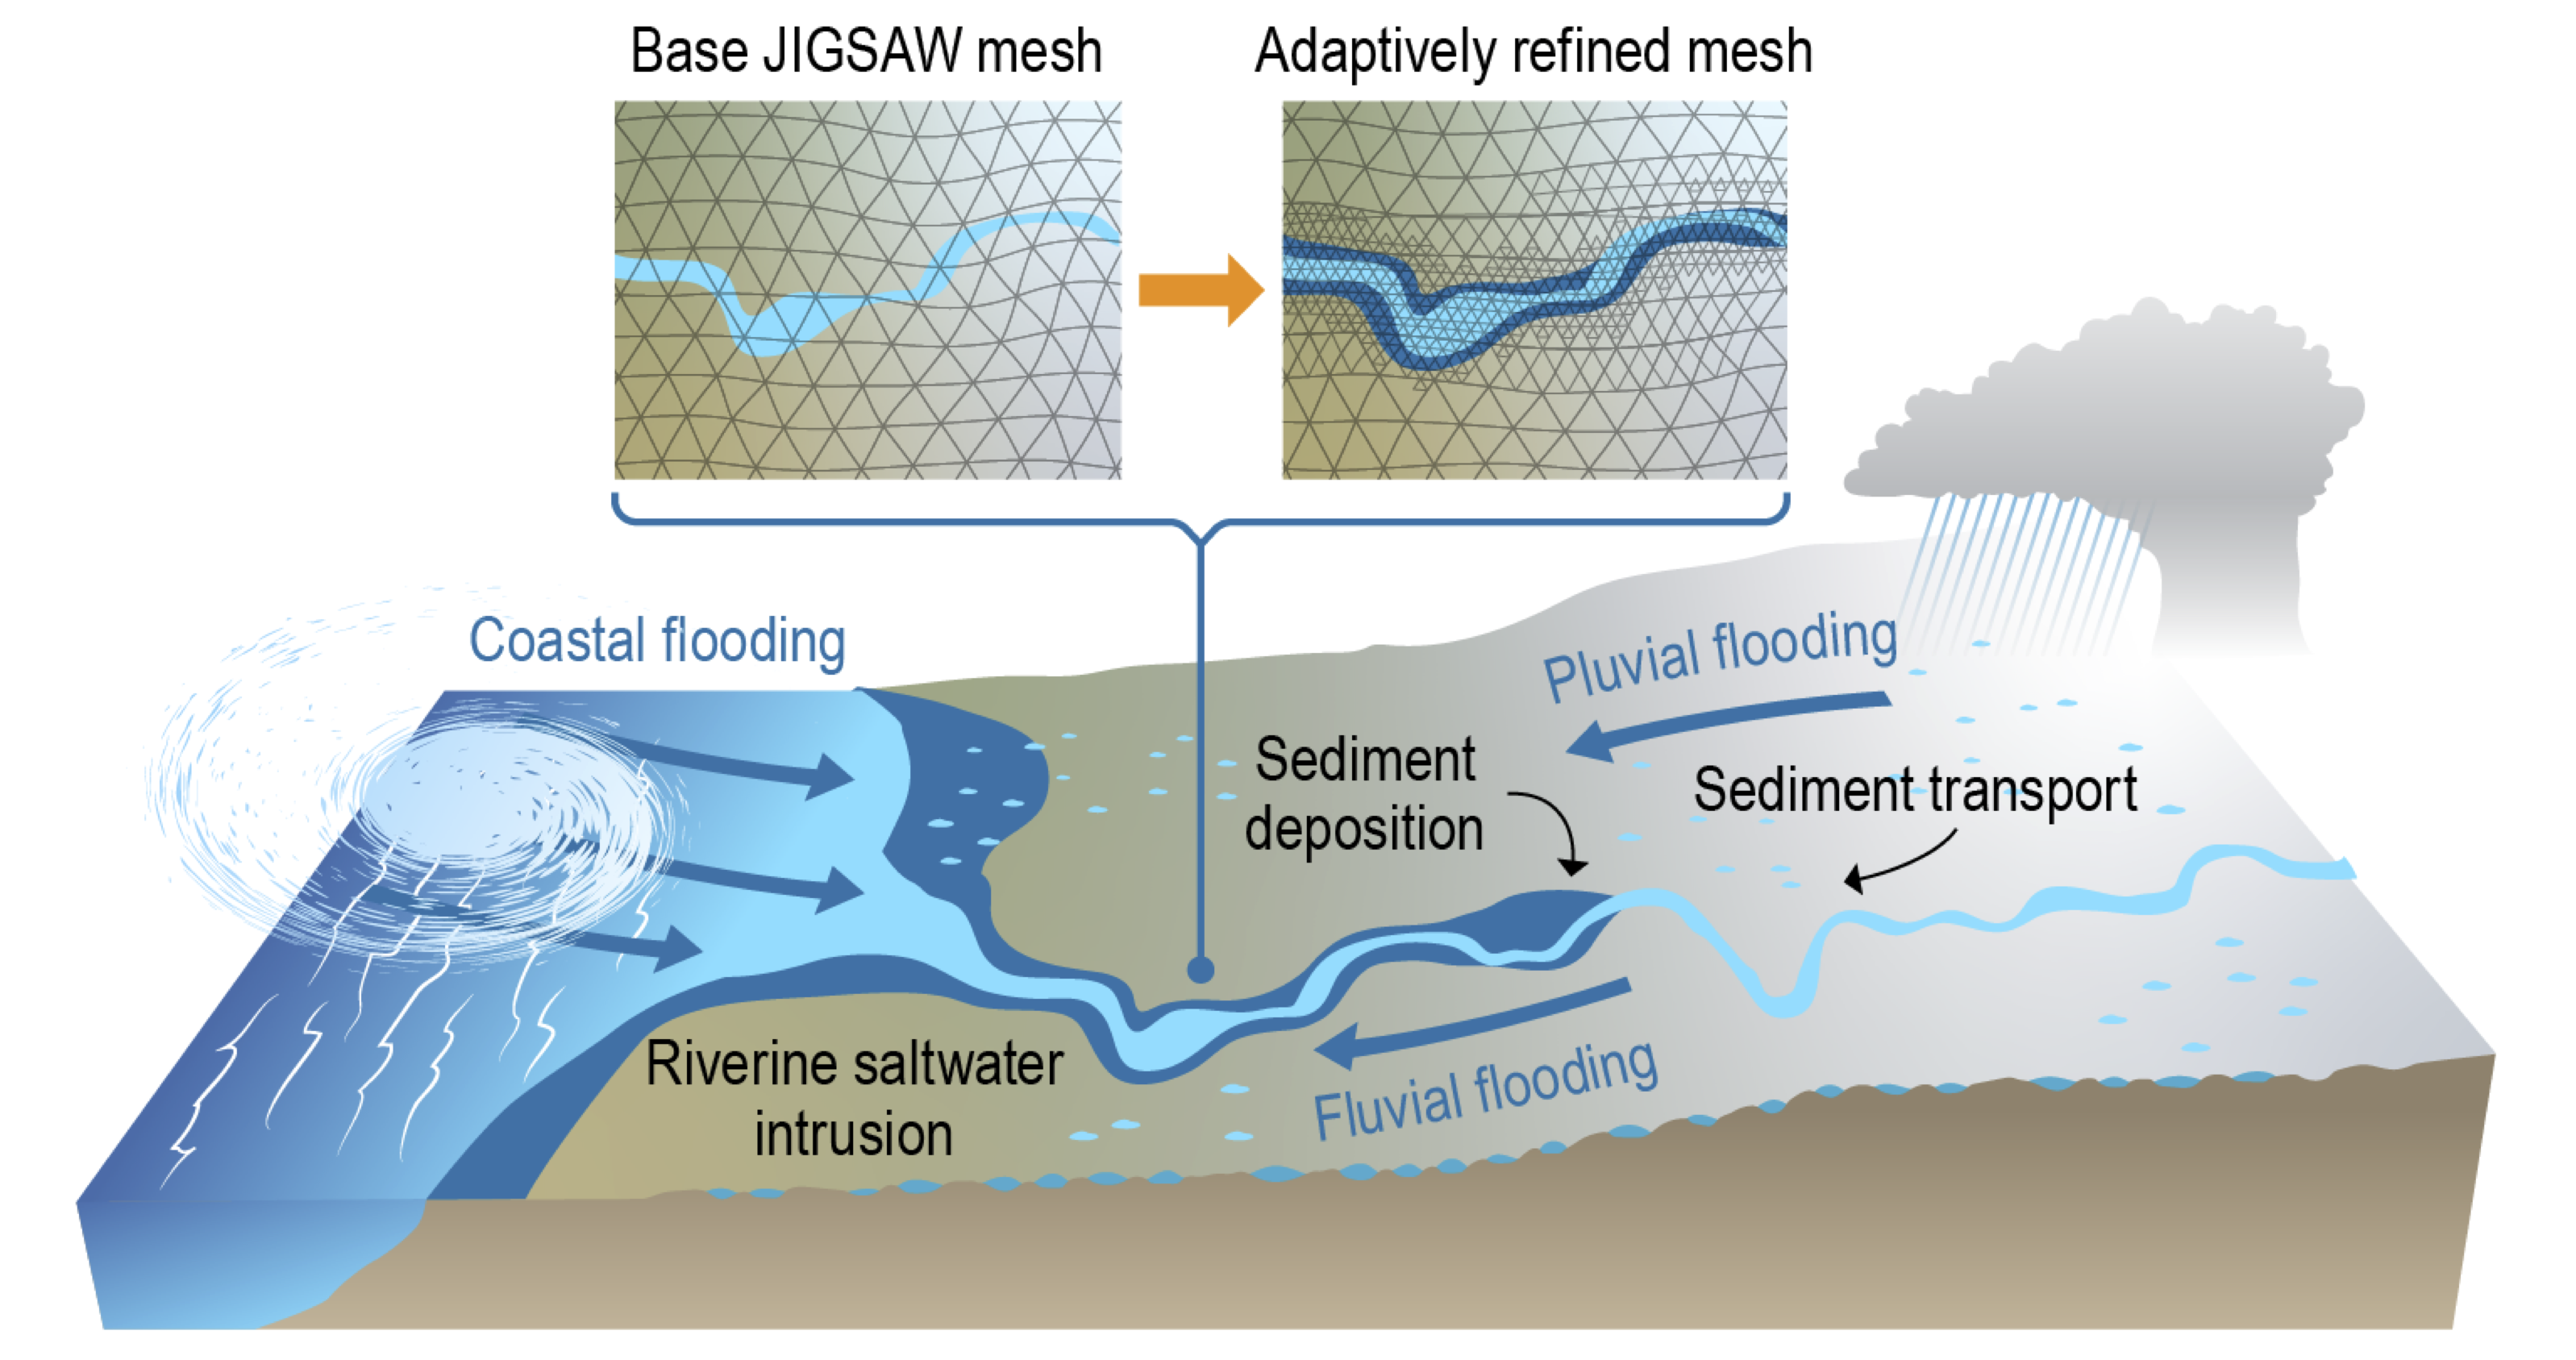 Base JIGSAW mesh
Adaptively refined mesh
Coastal flooding
Pluvial flooding
Sediment
deposition
Sediment transport
Riverine saltwater
intrusion
Fluvial flooding